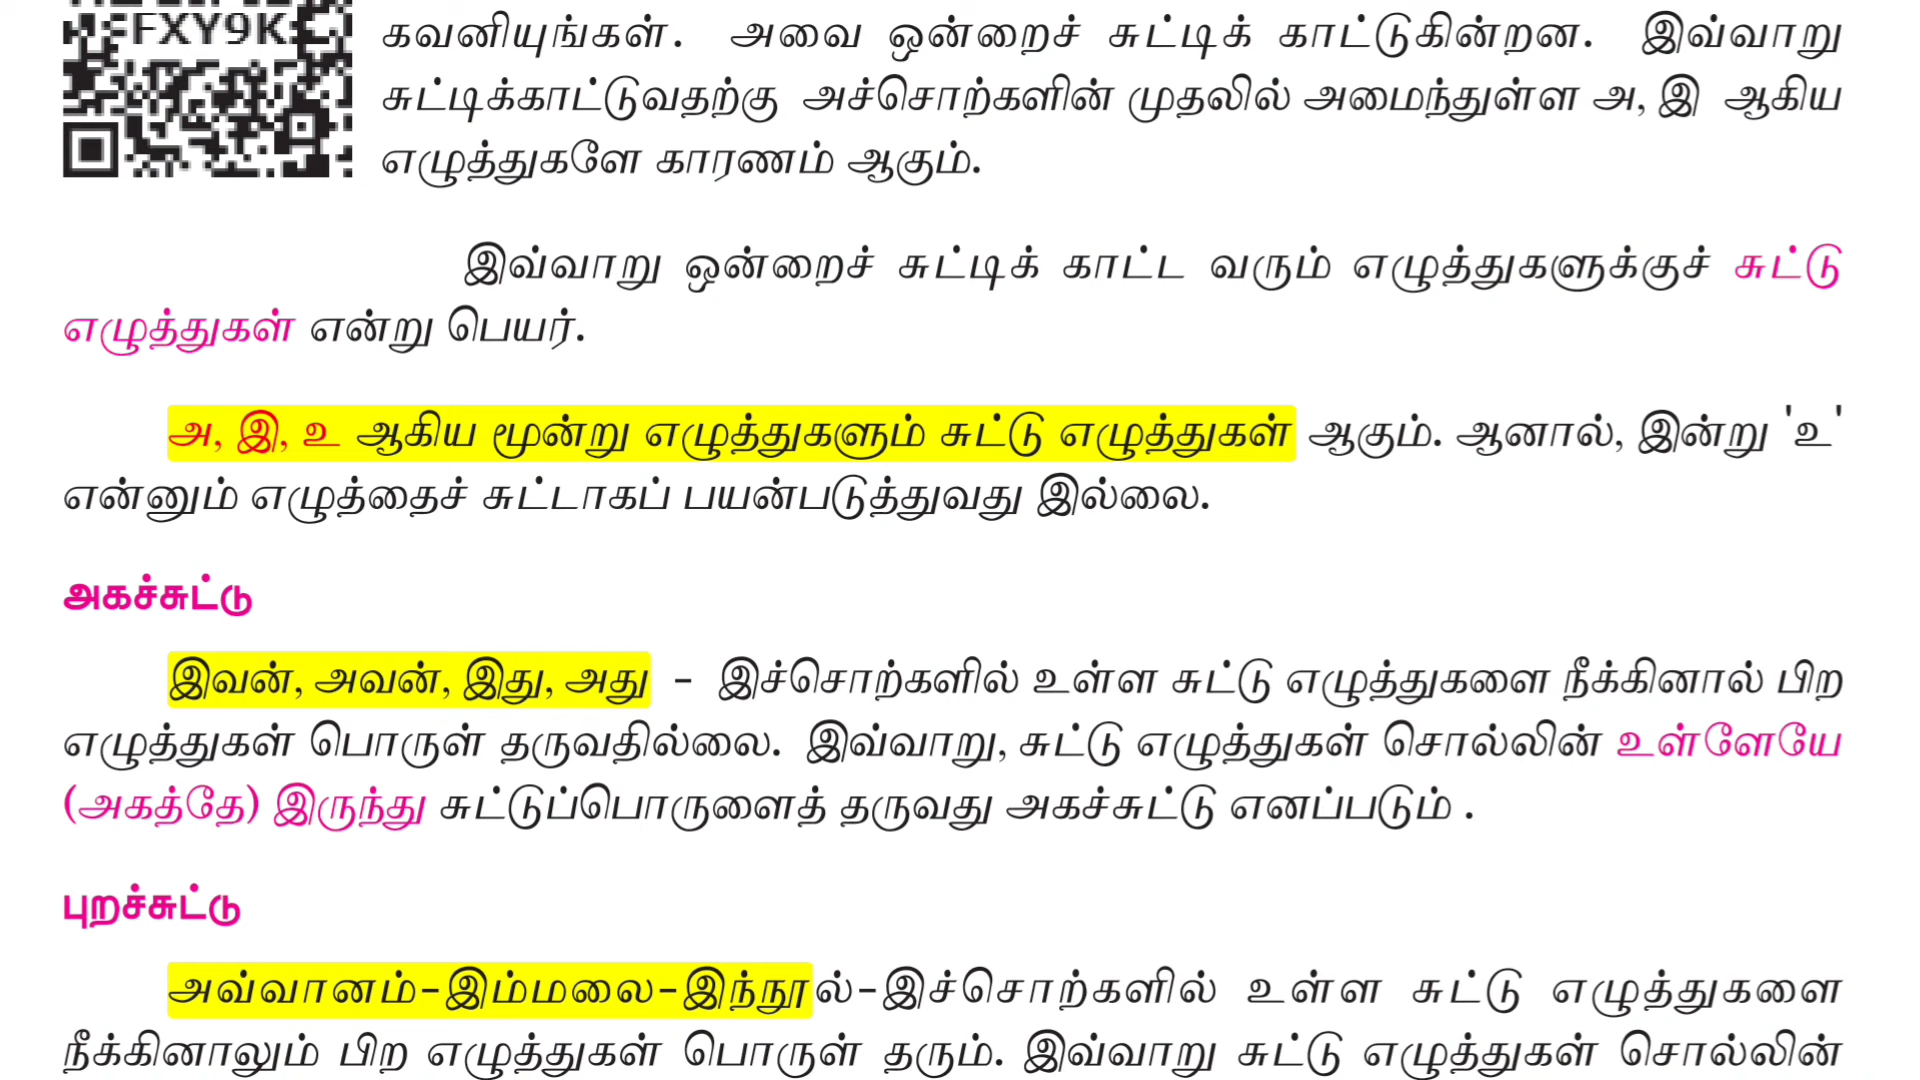 FXY9K
கவனியுங்கள். அவை ஒன்றைச் சுட்டிக் காட்டுகின்றன. இவ்வாறு
சுட்டிக்காட்டுவதற்கு அச்சொற்களின் முதலில் அமைந்துள்ள அ, இ ஆகிய
எழுத்துகளே காரணம் ஆகும்.
இவ்வாறு ஒன்றைச் சுட்டிக் காட்ட வரும் எழுத்துகளுக்குச் சுட்டு
எழுத்துகள் என்று பெயர்.
அ, இ, உ ஆகிய மூன்று எழுத்துகளும் சுட்டு எழுத்துகள் ஆகும். ஆனால், இன்று 'உ'
என்னும் எழுத்தைச் சுட்டாகப் பயன்படுத்துவது இல்லை.
அகச்சுட்டு
இவன், அவன், இது, அது - இச்சொற்களில் உள்ள சுட்டு எழுத்துகளை நீக்கினால் பிற
எழுத்துகள் பொருள் தருவதில்லை. இவ்வாறு, சுட்டு எழுத்துகள் சொல்லின் உள்ளேயே
(அகத்தே) இருந்து சுட்டுப்பொருளைத் தருவது அகச்சுட்டு எனப்படும் .
புறச்சுட்டு
அவ்வானம்-இம்மலை-இந்நூல்-இச்சொற்களில் உள்ள சுட்டு எழுத்துகளை
நீக்கினாலும் பிற எழுத்துகள் பொருள் தரும். இவ்வாறு சுட்டு எழுத்துகள் சொல்லின்